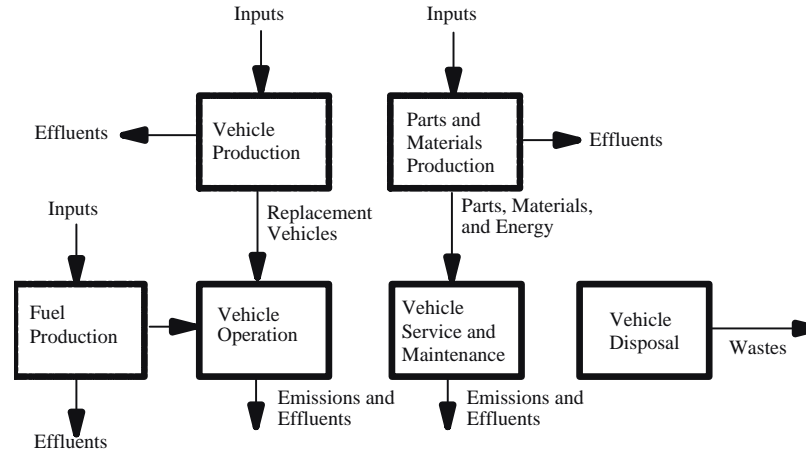 Inputs
Inputs
Effluents
Vehicle
Production
Parts and
Materials
Production
Effluents
Inputs
Replacement
Vehicles
Parts, Materials,
and Energy
Fuel
Production
Vehicle
Operation
Vehicle
Service and
Maintenance
Vehicle
Disposal
Wastes
Effluents
Emissions and
Effluents
Emissions and
Effluents